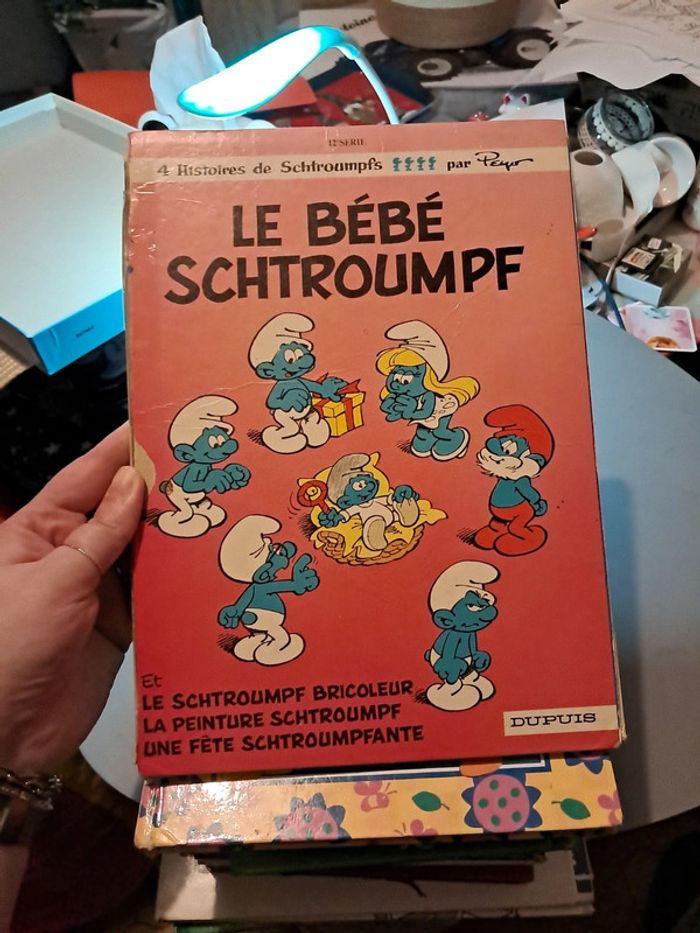 12e SERIE
4 Histoires de Schtroumpfs par Peyo
LE BÉBÉ
SCHTROUMPF
Et
LE SCHTROUMPF BRICOLEUR
LA PEINTURE SCHTROUMPF
UNE FÊTE SCHTROUMPFANTE
DUPUIS